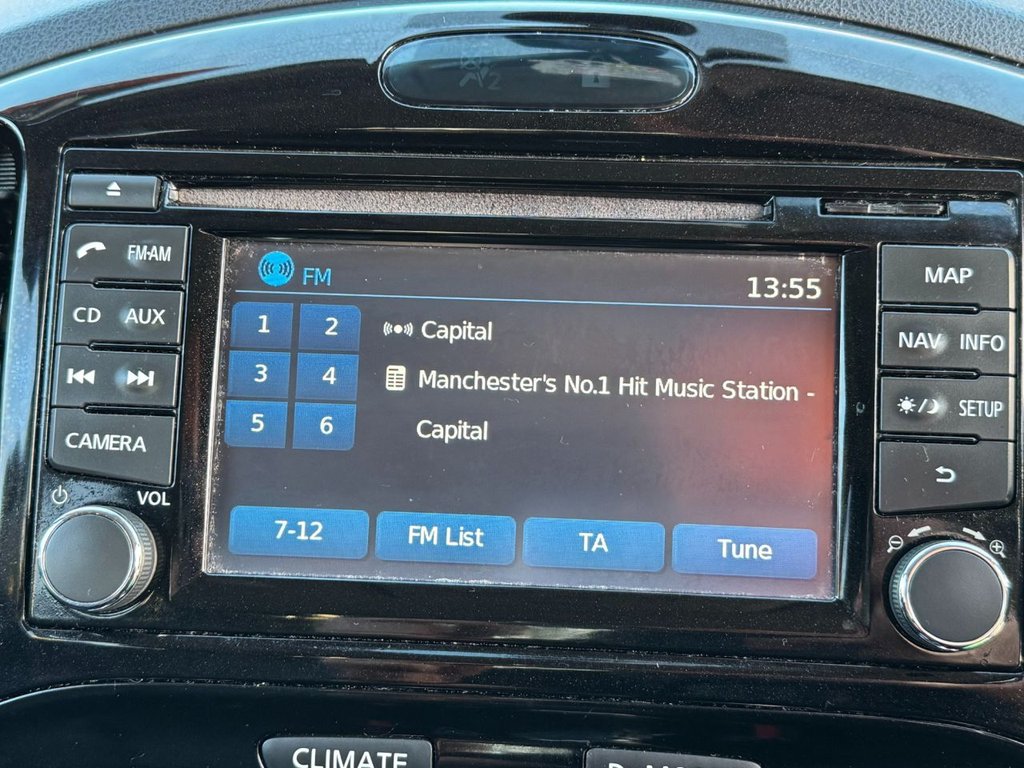 FM-AM
CD AUX
CAMERA
VOL
FM
13:55
1 2
3 4
5 6
Capital
Manchester's No.1 Hit Music Station -
Capital
7-12 FM List TA Tune
MAP
NAV INFO
SETUP
CLIMATE